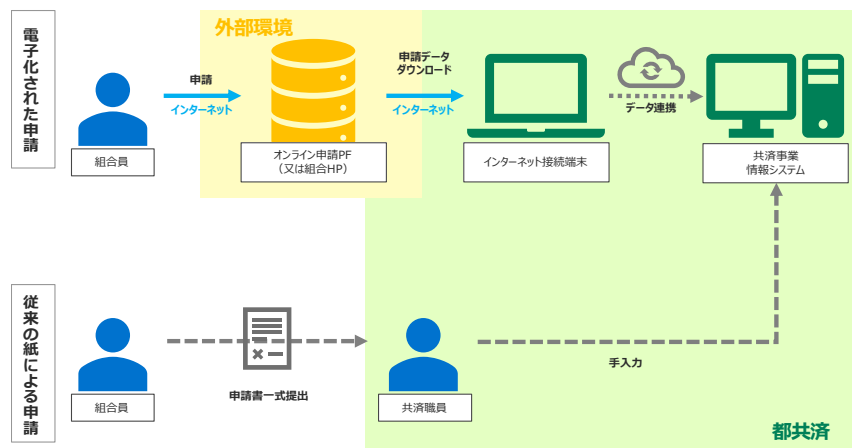 電子化された申請
外部環境
申請
インターネット
申請データ
ダウンロード
インターネット
データ連携
組合員
オンライン申請PF
（又は組合HP）
インターネット接続端末
共済事業
情報システム
従来の紙による申請
申請書一式提出
手入力
組合員
共済職員
都共済